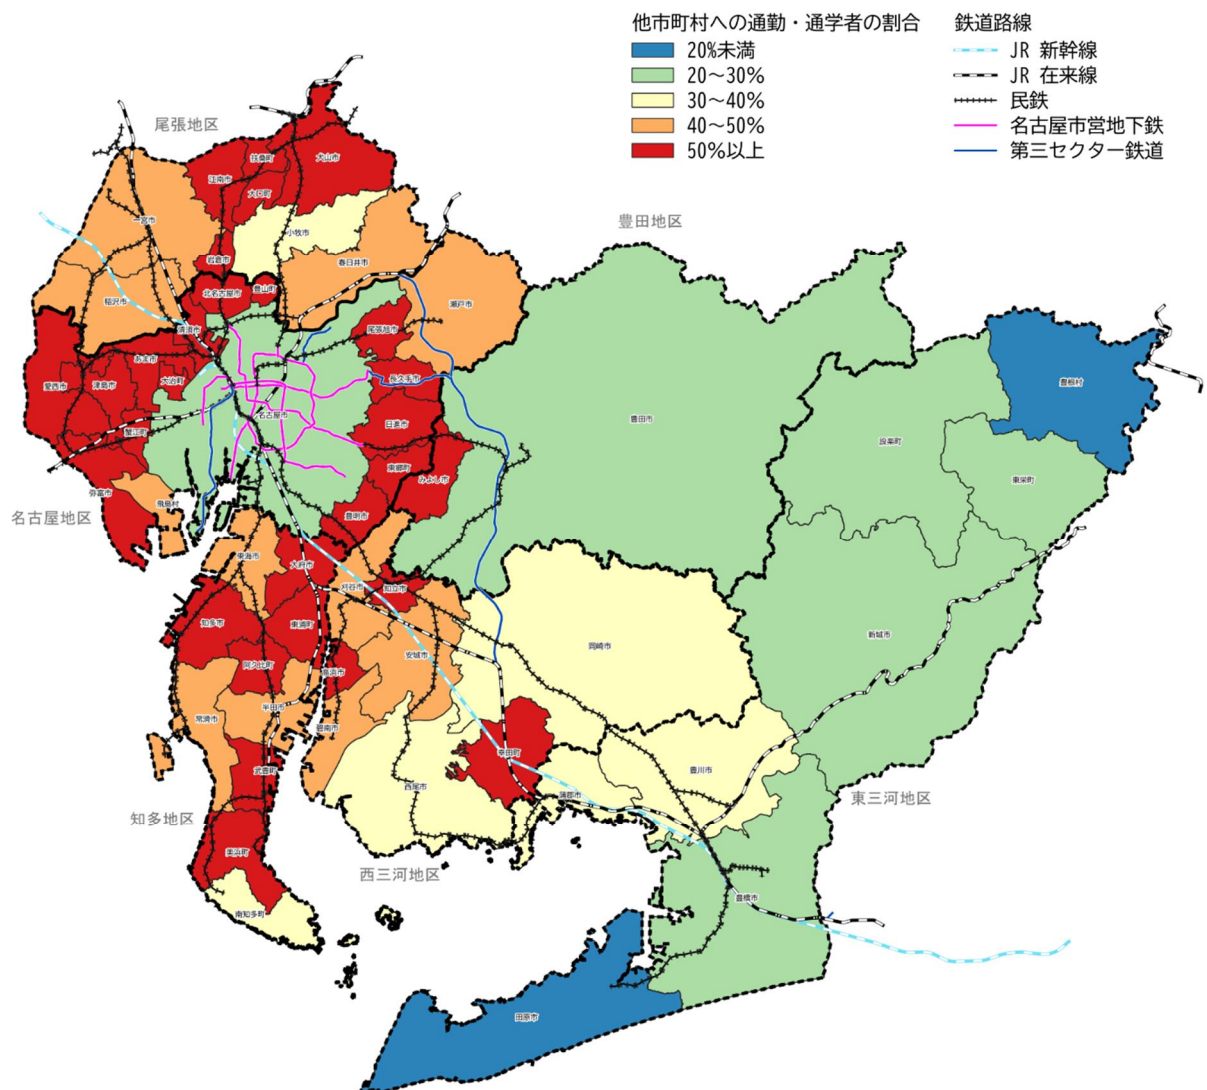 他市町村への通勤・通学者の割合
20%未満
20～30%
30～40%
40～50%
50%以上
鉄道路線
JR 新幹線
JR 在来線
民鉄
名古屋市営地下鉄
第三セクター鉄道
尾張地区
扶桑町
犬山市
江南市
大口町
一宮市
小牧市
岩倉市
春日井市
豊田地区
稲沢市
北名古屋市
豊山町
瀬戸市
清須市
尾張旭市
あま市
愛西市
津島市
大治町
長久手市
豊根村
名古屋市
日進市
豊田市
蟹江町
設楽町
東郷町
みよし市
東栄町
弥富市
飛島村
名古屋地区
豊明市
東海市
大府市
刈谷市
知立市
知多市
東浦町
新城市
岡崎市
安城市
阿久比町
高浜市
半田市
常滑市
碧南市
幸田町
武豊町
豊川市
西尾市
蒲郡市
東三河地区
知多地区
美浜町
西三河地区
豊橋市
南知多町
田原市